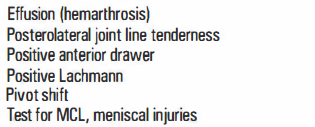 Effusion (hemarthrosis)
Posterolateral joint line tenderness
Positive anterior drawer
Positive Lachmann
Pivot shift
Test for MCL, meniscal injuries